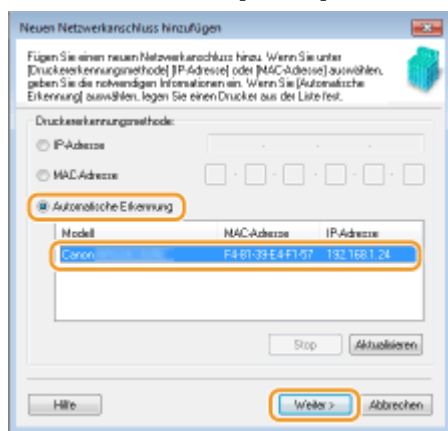 Neuen Netzwerkanschluss hinzufügen
Fügen Sie einen neuen Netzwerkanschluss hinzu. Wenn Sie unter
[Druckererkennungsmethode] [IP-Adresse] oder [MAC-Adresse] auswählen,
geben Sie die notwendigen Informationen ein. Wenn Sie [Automatische
Erkennung] auswählen, legen Sie einen Drucker aus der Liste fest.
Druckererkennungsmethode:
IP-Adresse
MAC-Adresse
Automatische Erkennung
Modell MAC-Adresse IP-Adresse
Canon F4-81-39-E4-F1-57 192.168.1.24
Stop Aktualisieren
Hilfe Weiter > Abbrechen